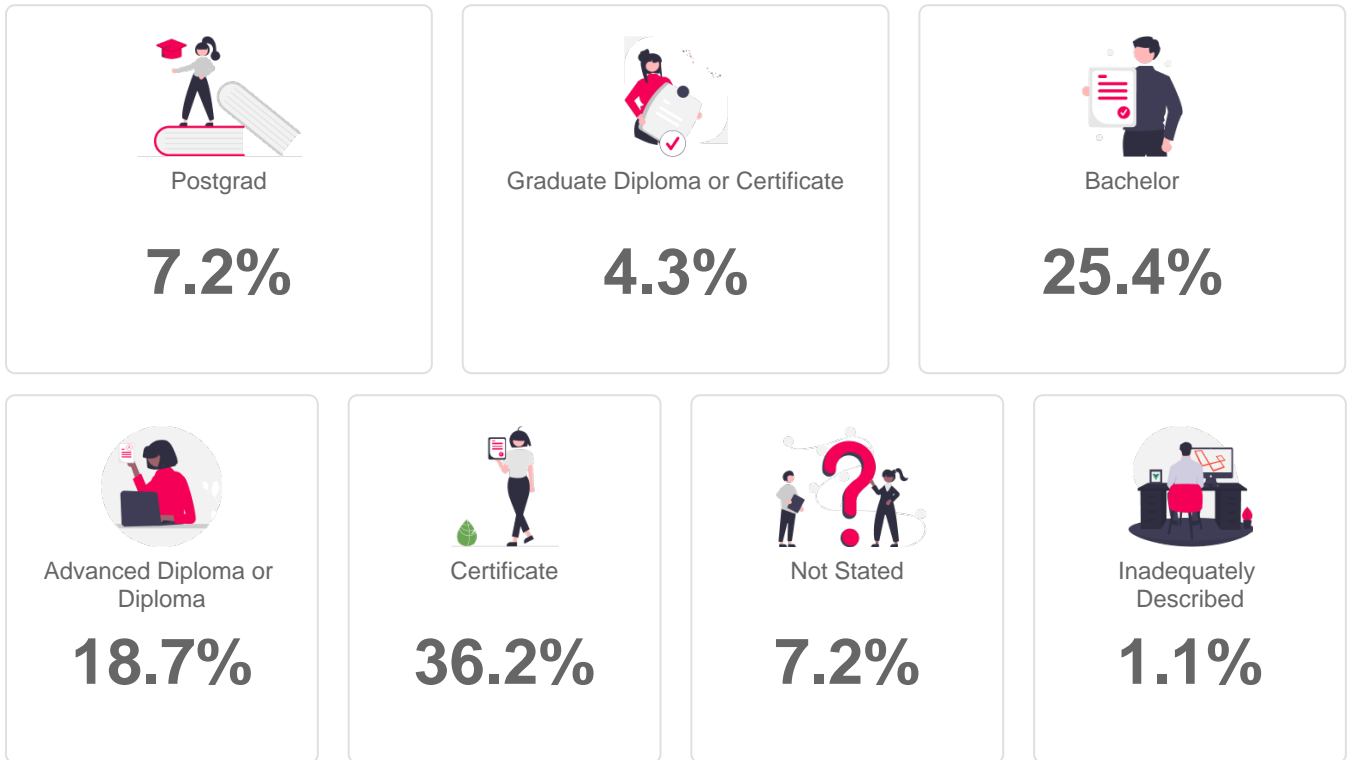 Postgrad
7.2%
Graduate Diploma or Certificate
4.3%
Bachelor
25.4%
Advanced Diploma or
Diploma
18.7%
Certificate
36.2%
Not Stated
7.2%
Inadequately
Described
1.1%